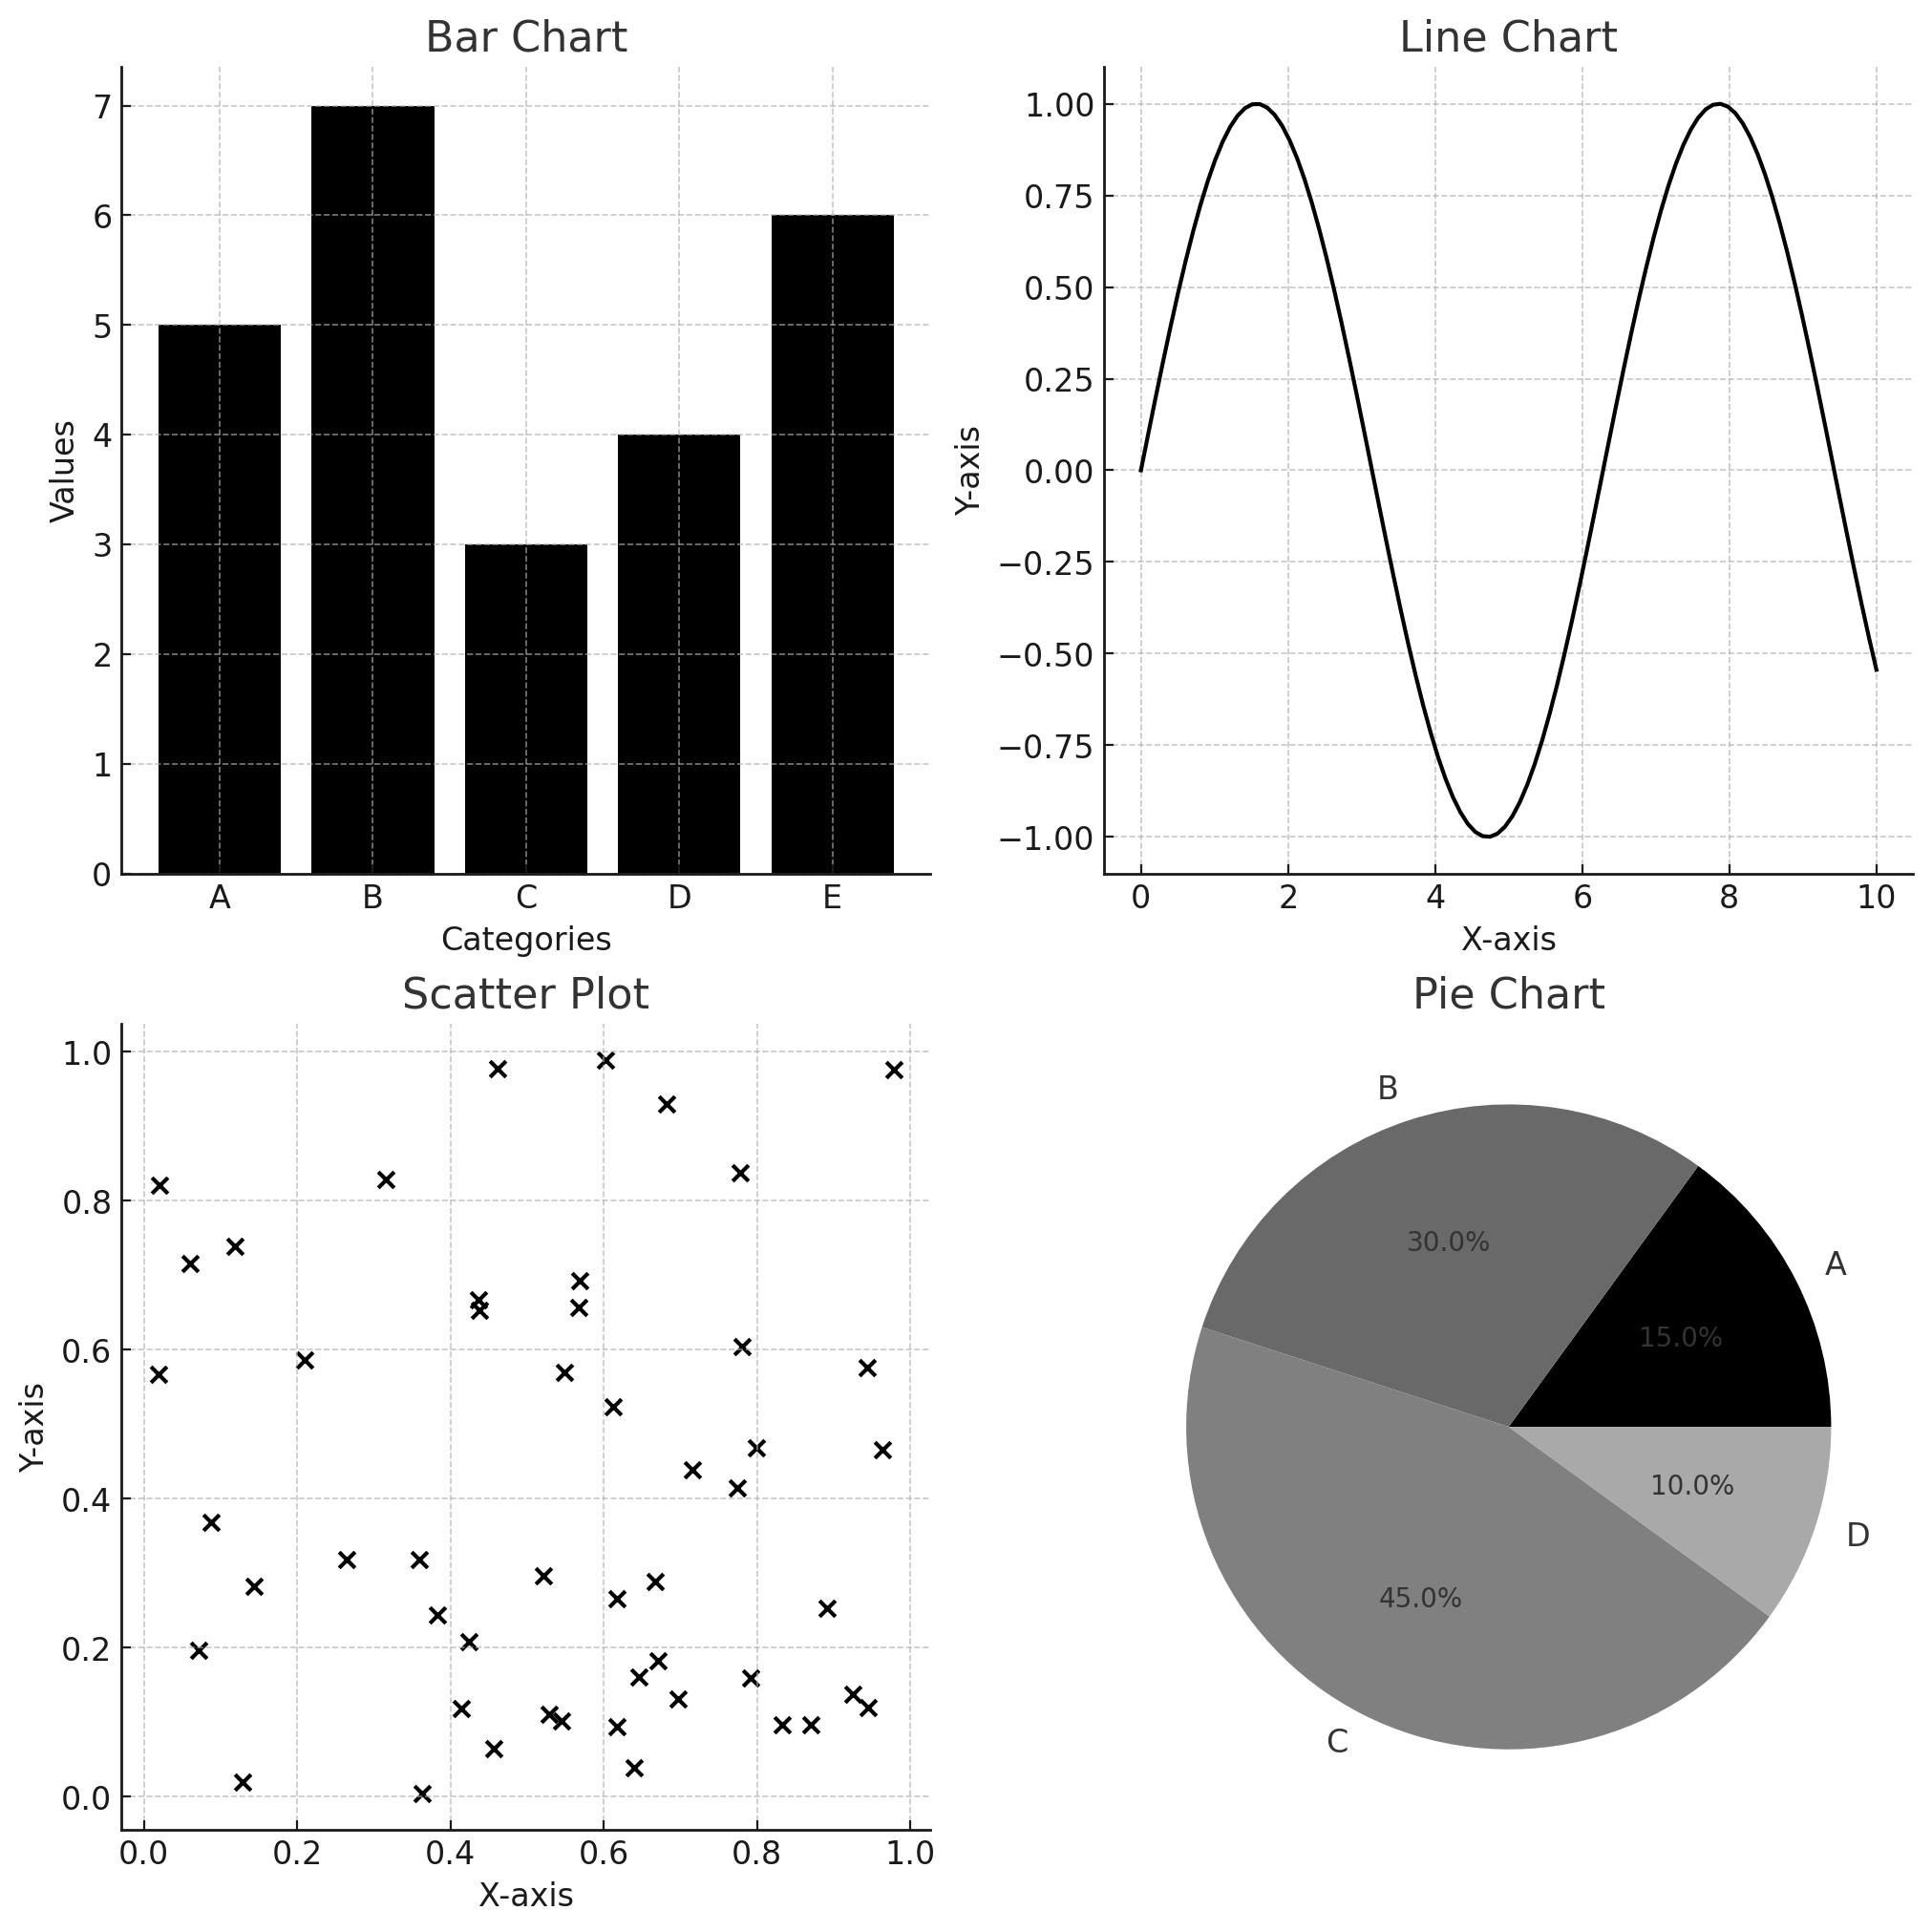 Bar Chart
7
6
5
4
3
2
1
0
Values
A B C D E
Categories
Line Chart
1.00
0.75
0.50
0.25
0.00
−0.25
−0.50
−0.75
−1.00
Y-axis
0 2 4 6 8 10
X-axis
Scatter Plot
1.0
0.8
0.6
0.4
0.2
0.0
Y-axis
0.0 0.2 0.4 0.6 0.8 1.0
X-axis
Pie Chart
B
30.0%
A
15.0%
10.0%
D
45.0%
C